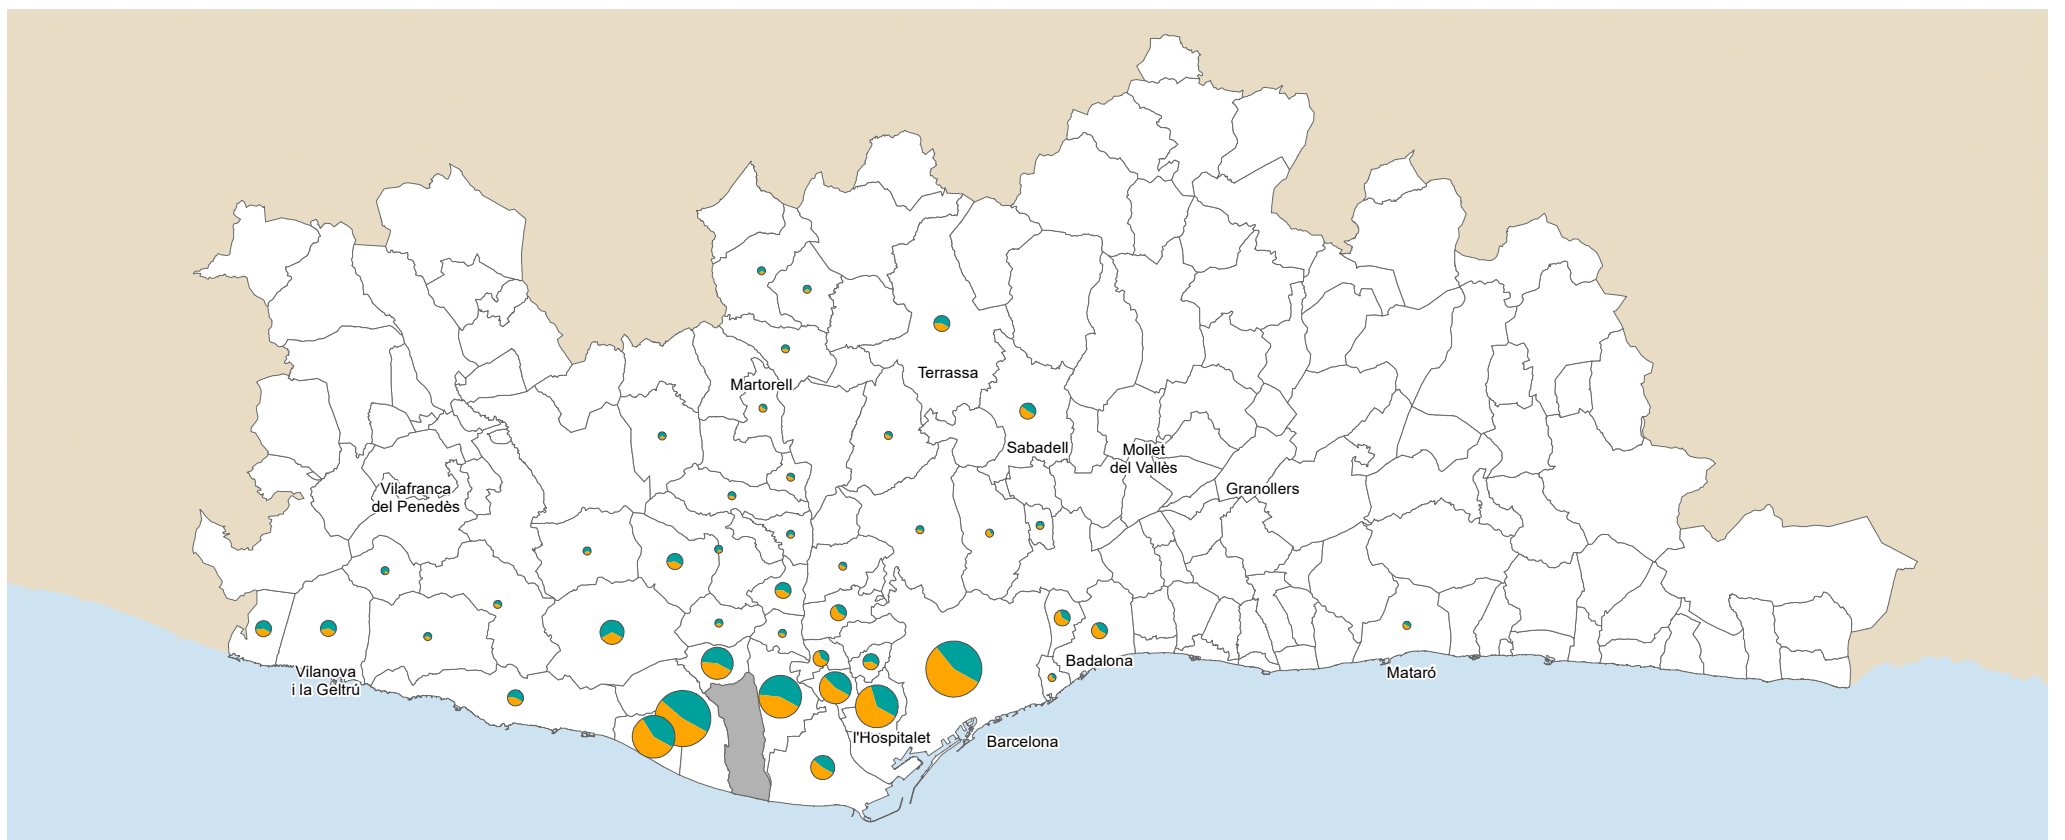 Terrassa
Martorell
Sabadell
Mollet
del Vallès
Vilafranca
del Penedès
Granollers
Badalona
Vilanova
i la Geltrú
Mataró
l'Hospitalet
Barcelona